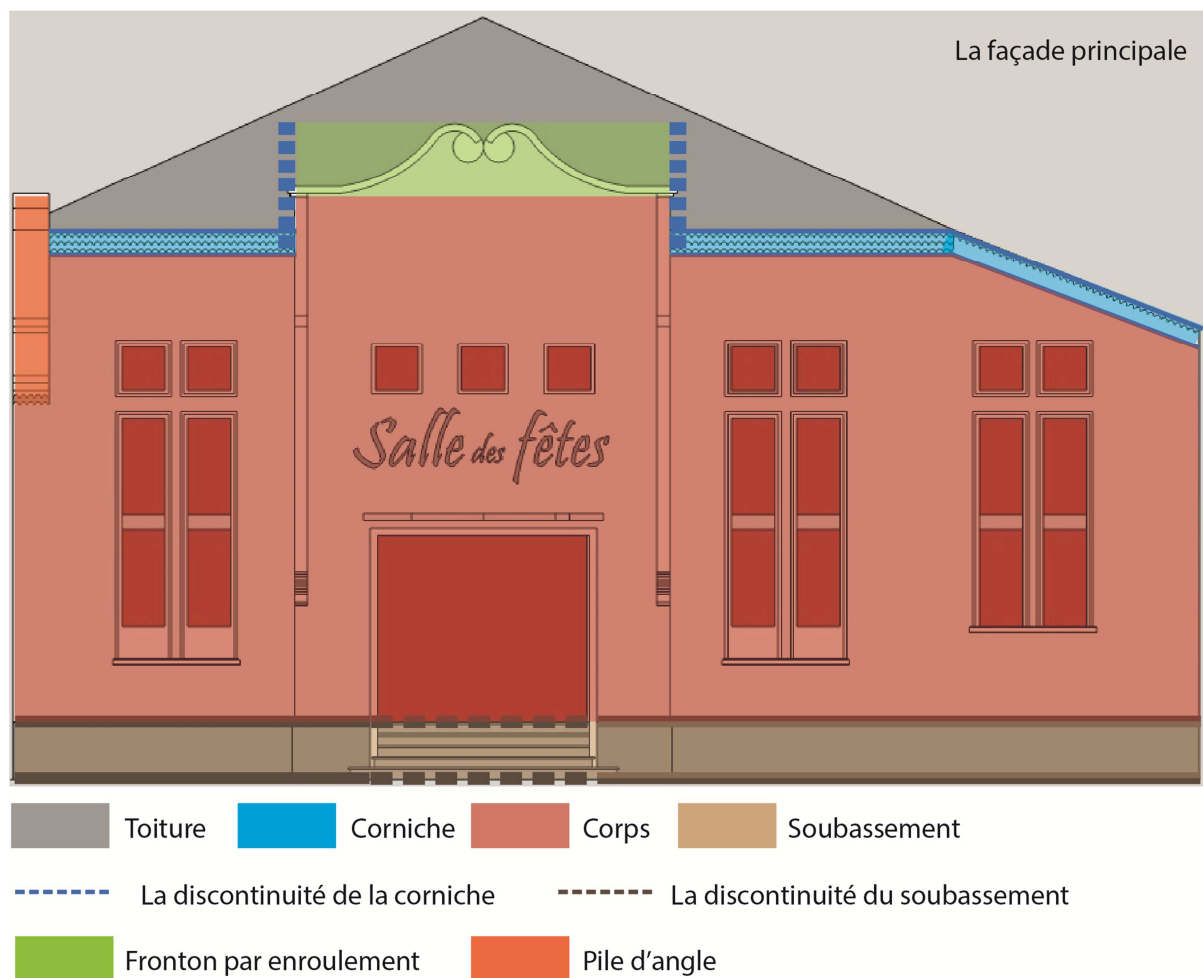 La façade principale
Salle des fêtes
Toiture
Corniche
Corps
Soubassement
La discontinuité de la corniche
La discontinuité du soubassement
Fronton par enroulement
Pile d'angle